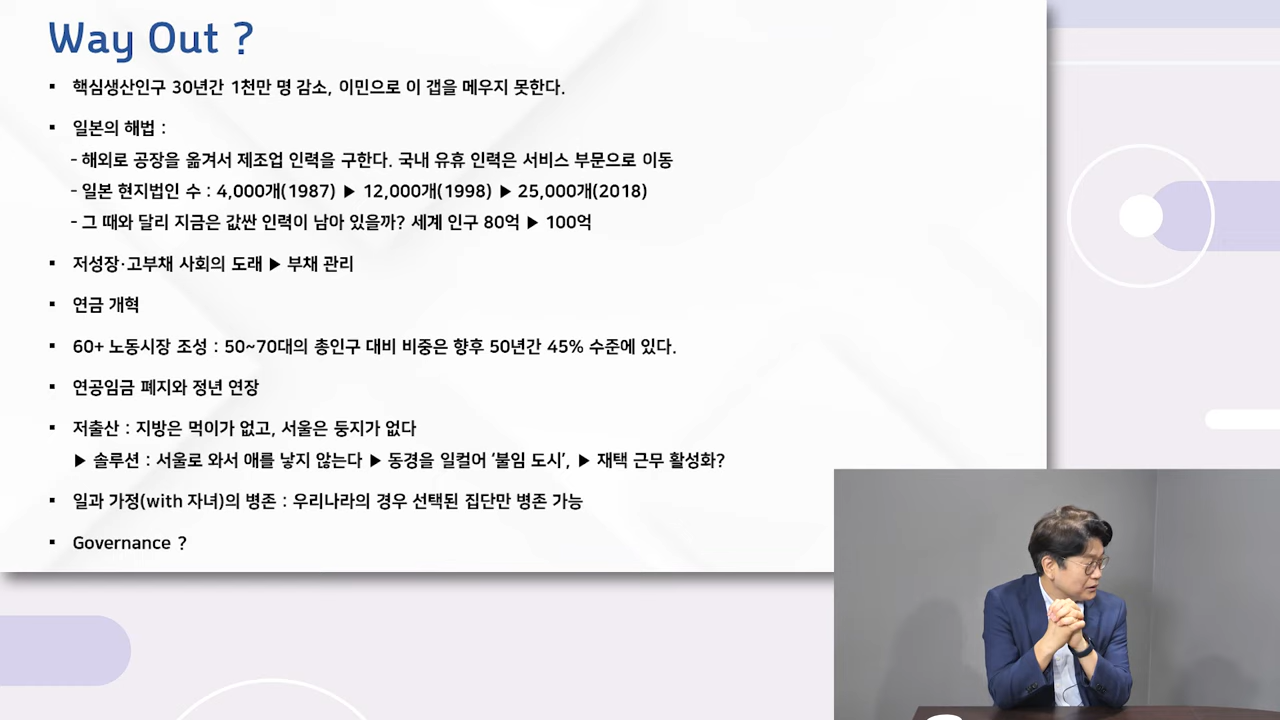 Way Out ?
▪ 핵심생산인구 30년간 1천만 명 감소, 이민으로 이 갭을 메우지 못한다.
▪ 일본의 해법 :
- 해외로 공장을 옮겨서 제조업 인력을 구한다. 국내 유휴 인력은 서비스 부문으로 이동
- 일본 현지법인 수 : 4,000개(1987) ▶ 12,000개(1998) ▶ 25,000개(2018)
- 그 때와 달리 지금은 값싼 인력이 남아 있을까? 세계 인구 80억 ▶ 100억
▪ 저성장·고부채 사회의 도래 ▶ 부채 관리
▪ 연금 개혁
▪ 60+ 노동시장 조성 : 50~70대의 총인구 대비 비중은 향후 50년간 45% 수준에 있다.
▪ 연공임금 폐지와 정년 연장
▪ 저출산 : 지방은 먹이가 없고, 서울은 둥지가 없다
▶ 솔루션 : 서울로 와서 애를 낳지 않는다 ▶ 동경을 일컬어 ‘불임 도시’, ▶ 재택 근무 활성화?
▪ 일과 가정(with 자녀)의 병존 : 우리나라의 경우 선택된 집단만 병존 가능
▪ Governance ?